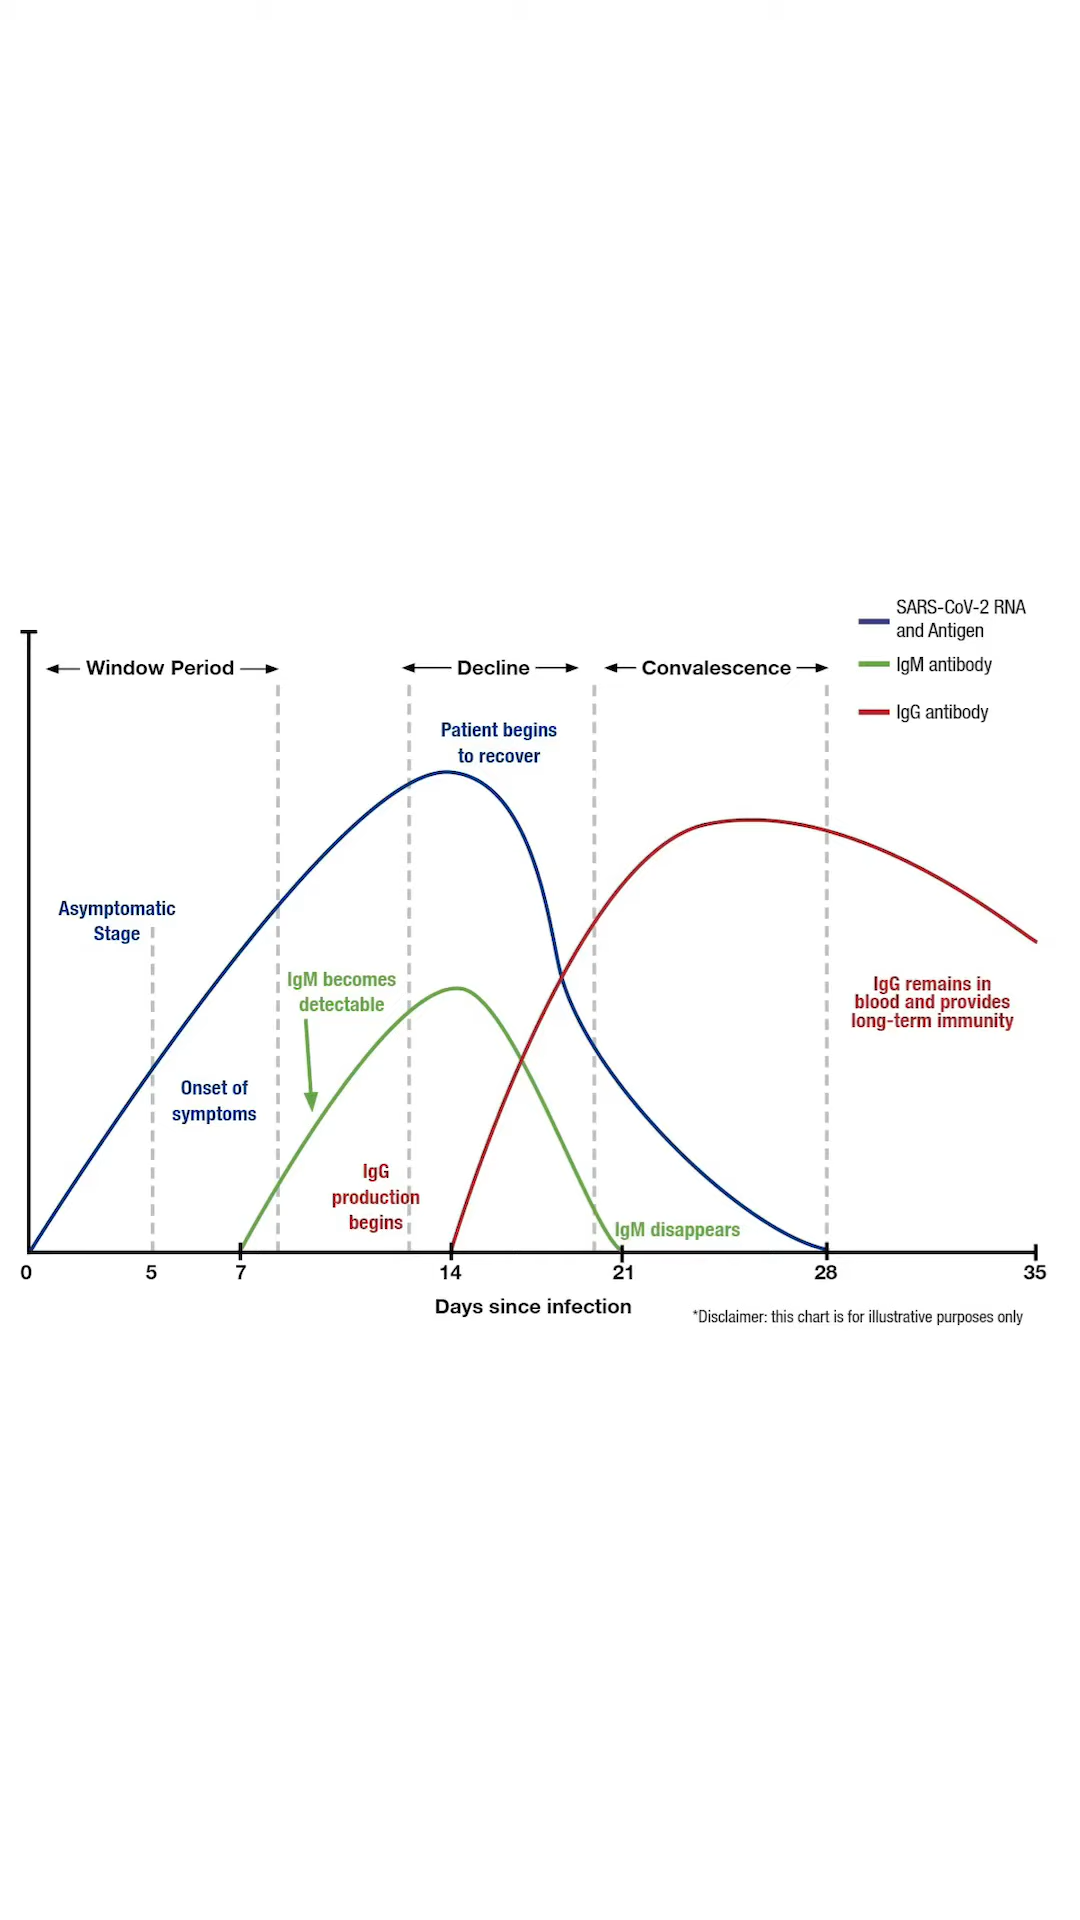 SARS-CoV-2 RNA
and Antigen
IgM antibody
IgG antibody
Window Period
Decline
Convalescence
Patient begins
to recover
Asymptomatic
Stage
IgM becomes
detectable
Onset of
symptoms
IgG
production
begins
IgG remains in
blood and provides
long-term immunity
IgM disappears
0 5 7 14 21 28 35
Days since infection
*Disclaimer: this chart is for illustrative purposes only